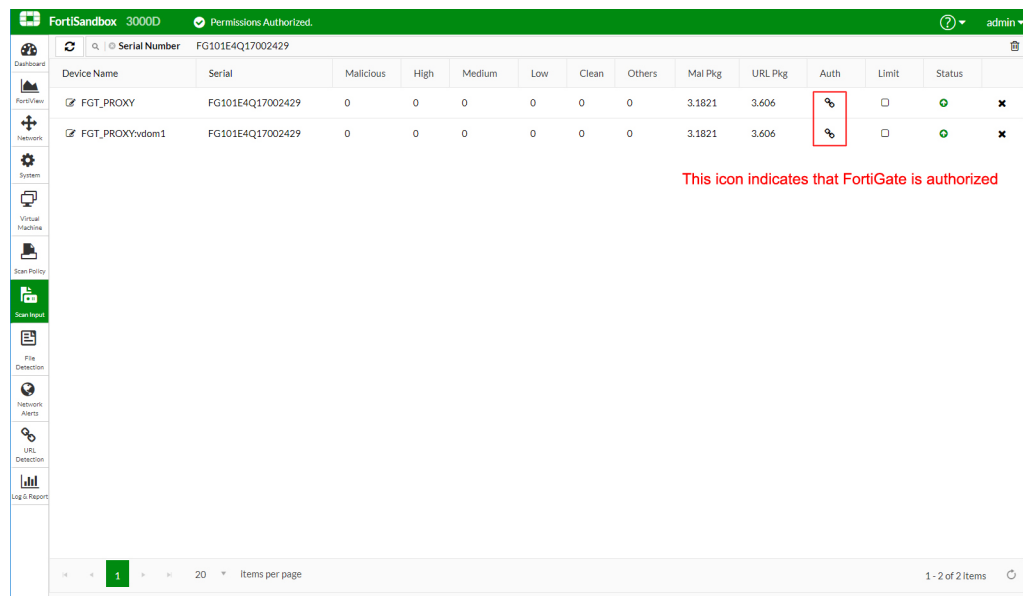 FortiSandbox 3000D Permissions Authorized. admin
Serial Number FG101E4Q17002429
Dashboard
Device Name Serial Malicious High Medium Low Clean Others Mal Pkg URL Pkg Auth Limit Status
FortiView
FGT_PROXY FG101E4Q17002429 0 0 0 0 0 0 3.1821 3.606
Network
FGT_PROXY:vdom1 FG101E4Q17002429 0 0 0 0 0 0 3.1821 3.606
System
This icon indicates that FortiGate is authorized
Virtual
Machine
Scan Policy
Scan Input
File
Detection
Network
Alerts
URL
Detection
Log & Report
1 20 items per page 1 - 2 of 2 items